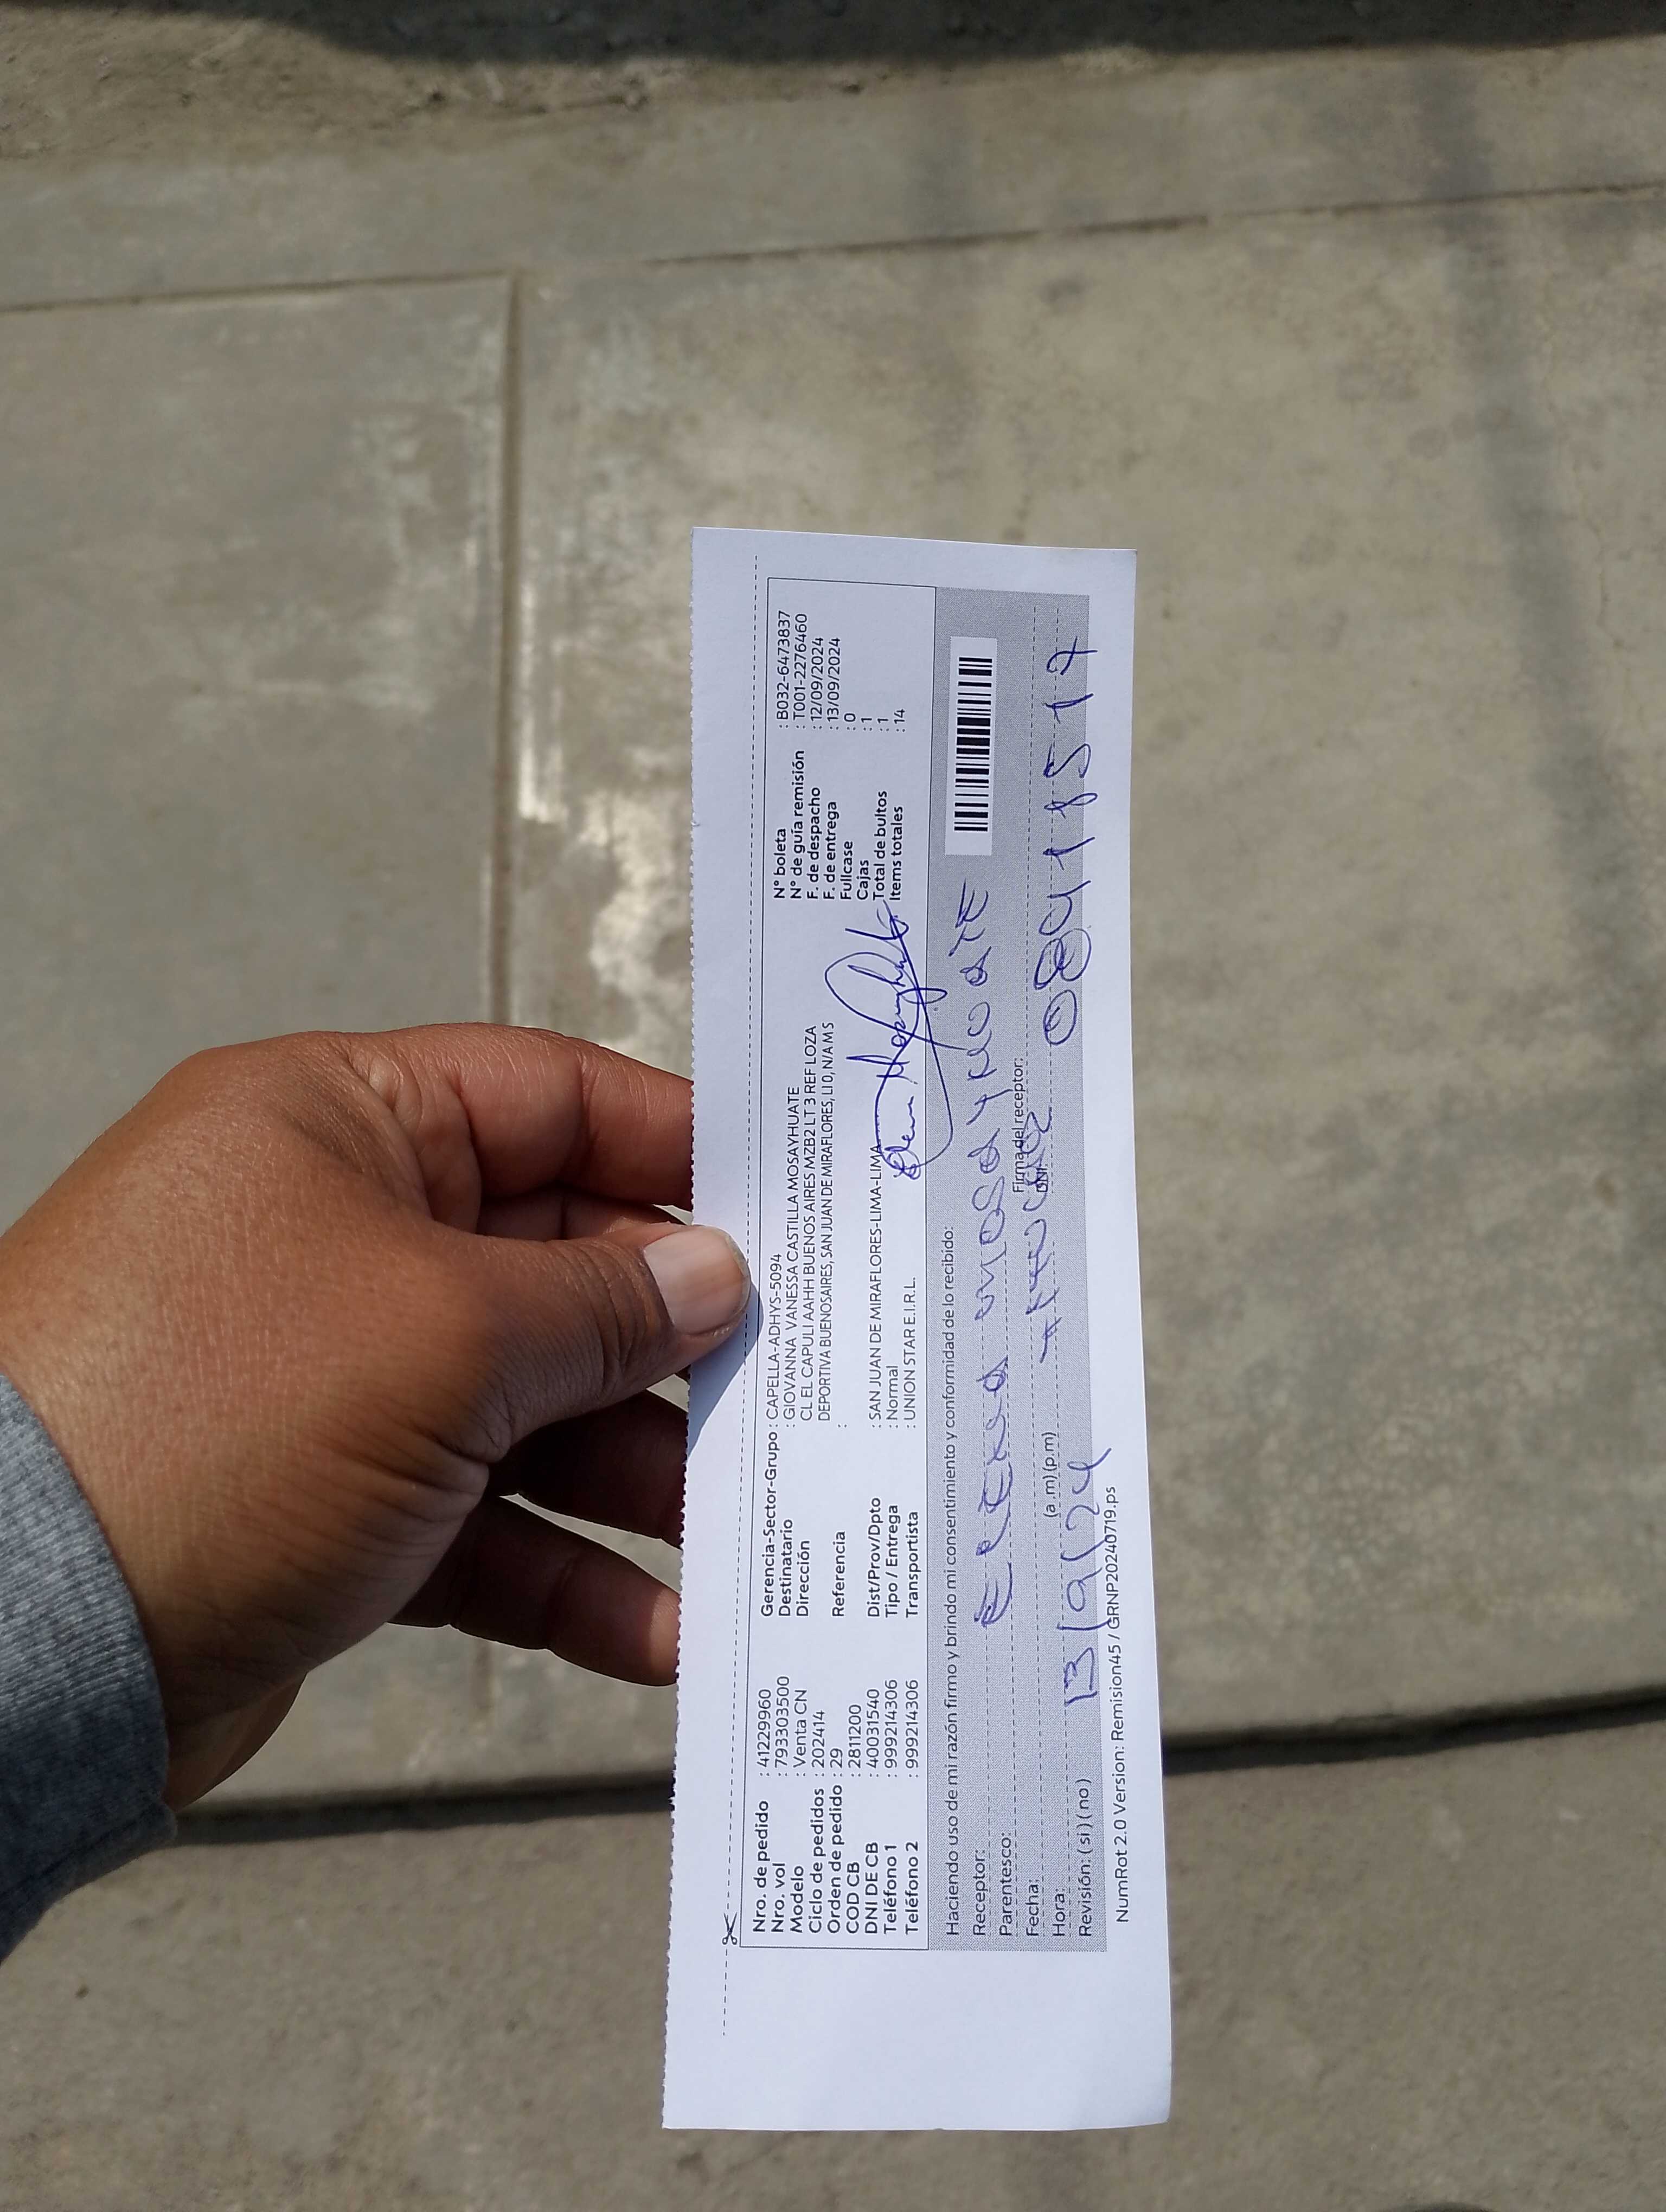 Nro. de pedido : 41229960
Nro. vol : 793303500
Modelo : Venta CN
Ciclo de pedidos : 202414
Orden de pedido : 29
COD CB : 2811200
DNI DE CB : 40031540
Teléfono 1 : 999214306
Teléfono 2 : 999214306
Gerencia-Sector-Grupo : CAPELLA-ADHYS-5094
Destinatario : GIOVANNA VANESSA CASTILLA MOSAYHUATE
Dirección CL EL CAPULI AAHH BUENOS AIRES MZB2 LT 3 REF LOZA
DEPORTIVA BUENOSAIRES, SAN JUAN DE MIRAFLORES, LI 0, N/A M S
Referencia :
Dist/Prov/Dpto : SAN JUAN DE MIRAFLORES-LIMA-LIMA
Tipo / Entrega : Normal
Transportista : UNION STAR E.I.R.L.
N° boleta : B032-6473837
N° de guía remisión : T001-2276460
F. de despacho : 12/09/2024
F. de entrega : 13/09/2024
Fullcase : 0
Cajas : 1
Total de bultos : 1
Items totales : 14
Haciendo uso de mi razón firmo y brindo mi consentimiento y conformidad de lo recibido:
Receptor:
Parentesco:
Firma del receptor:
Fecha:
DNI
Hora: (a.m) (p.m)
13/9/24
Revisión: ( si ) ( no )
NumRot 2.0 Version: Remision45 / GRNP20240719.ps